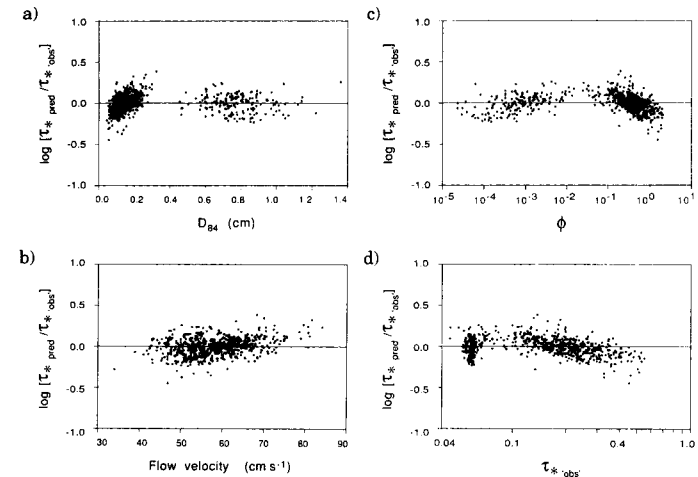 a)
log [τ* pred /τ* 'obs']
1.0
0.5
0.0
-0.5
-1.0
0.0 0.2 0.4 0.6 0.8 1.0 1.2 1.4
D84 (cm)
c)
log [τ* pred /τ* 'obs']
1.0
0.5
0.0
-0.5
-1.0
10-5 10-4 10-3 10-2 10-1 100 101
ϕ
b)
log [τ* pred /τ* 'obs']
1.0
0.5
0.0
-0.5
-1.0
30 40 50 60 70 80 90
Flow velocity (cm s-1)
d)
log [τ* pred /τ* 'obs']
1.0
0.5
0.0
-0.5
-1.0
0.04 0.1 0.4 1.0
τ* 'obs'